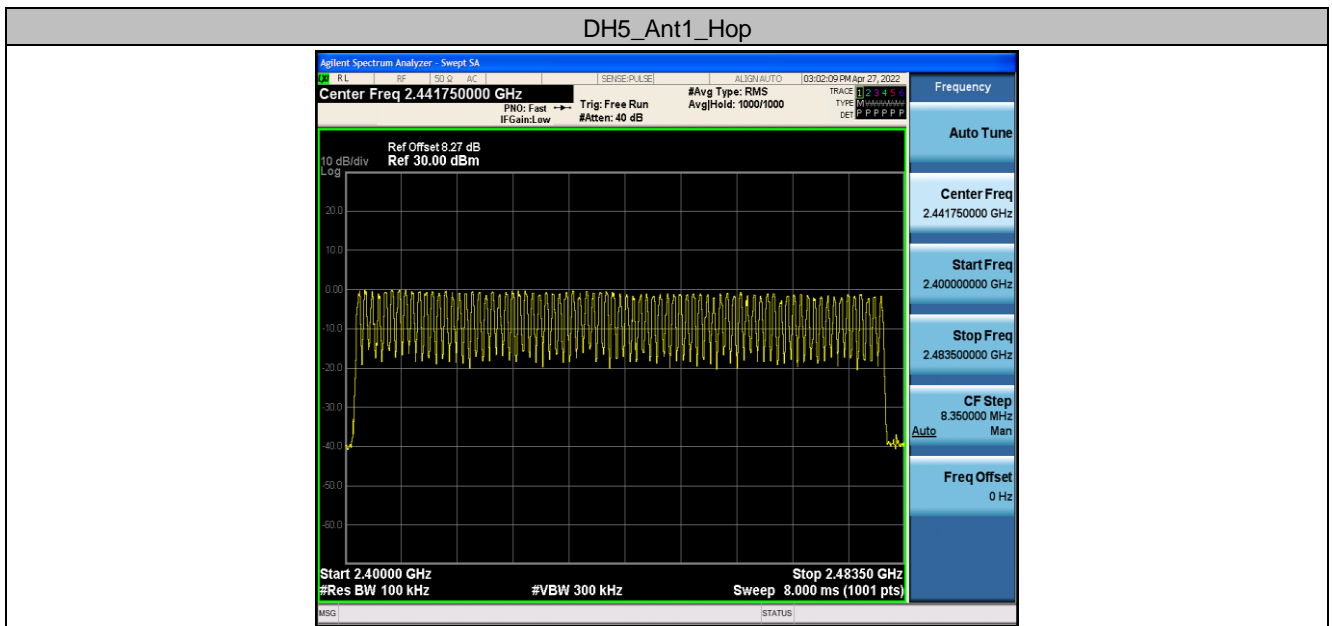 DH5_Ant1_Hop
Agilent Spectrum Analyzer - Swept SA
RL RF 50 Ω AC SENSE:PULSE ALIGN AUTO 03:02:09 PM Apr 27, 2022
Center Freq 2.441750000 GHz
PNO: Fast
IFGain:Low
Trig: Free Run
#Atten: 40 dB
#Avg Type: RMS
Avg|Hold: 1000/1000
TRACE 1 2 3 4 5 6
TYPE M
DET P P P P P P
Ref Offset 8.27 dB
10 dB/div Ref 30.00 dBm
Log
20.0
10.0
0.00
-10.0
-20.0
-30.0
-40.0
-50.0
-60.0
Start 2.40000 GHz Stop 2.48350 GHz
#Res BW 100 kHz #VBW 300 kHz Sweep 8.000 ms (1001 pts)
MSG STATUS
Frequency
Auto Tune
Center Freq
2.441750000 GHz
Start Freq
2.400000000 GHz
Stop Freq
2.483500000 GHz
CF Step
8.350000 MHz
Auto Man
Freq Offset
0 Hz